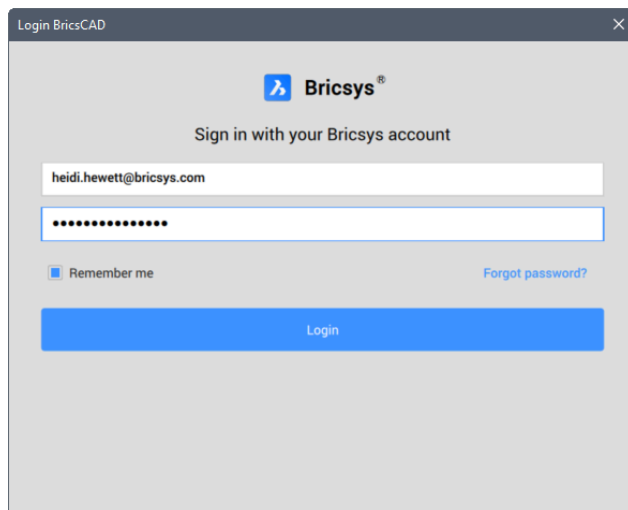 Login BricsCAD
Bricsys®
Sign in with your Bricsys account
heidi.hewett@bricsys.com
•••••••••••••••
Remember me Forgot password?
Login